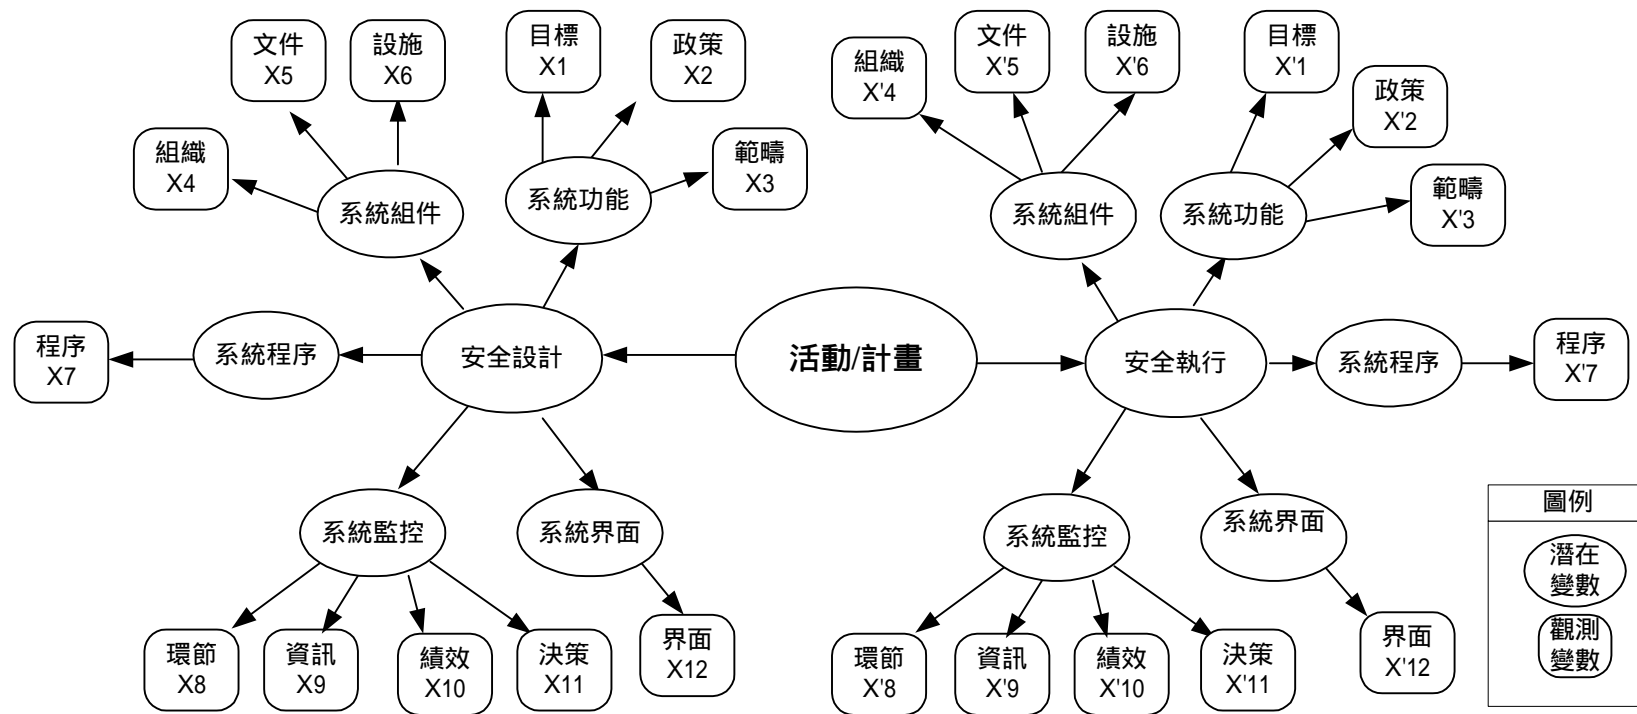 文件
X5
設施
X6
目標
X1
政策
X2
組織
X4
範疇
X3
系統組件
系統功能
程序
X7
系統程序
安全設計
系統監控
系統界面
環節
X8
資訊
X9
績效
X10
決策
X11
界面
X12
活動/計畫
組織
X'4
文件
X'5
設施
X'6
目標
X'1
政策
X'2
範疇
X'3
系統組件
系統功能
安全執行
系統程序
程序
X'7
系統監控
系統界面
環節
X'8
資訊
X'9
績效
X'10
決策
X'11
界面
X'12
圖例
潛在
變數
觀測
變數